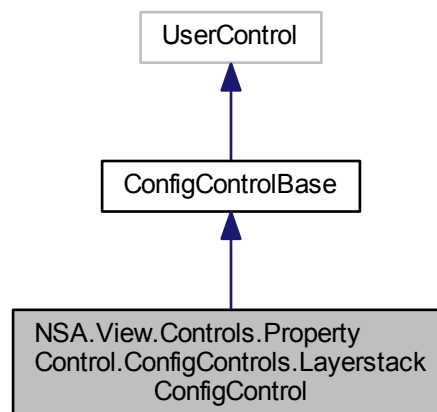 UserControl
ConfigControlBase
NSA.View.Controls.Property
Control.ConfigControls.Layerstack
ConfigControl